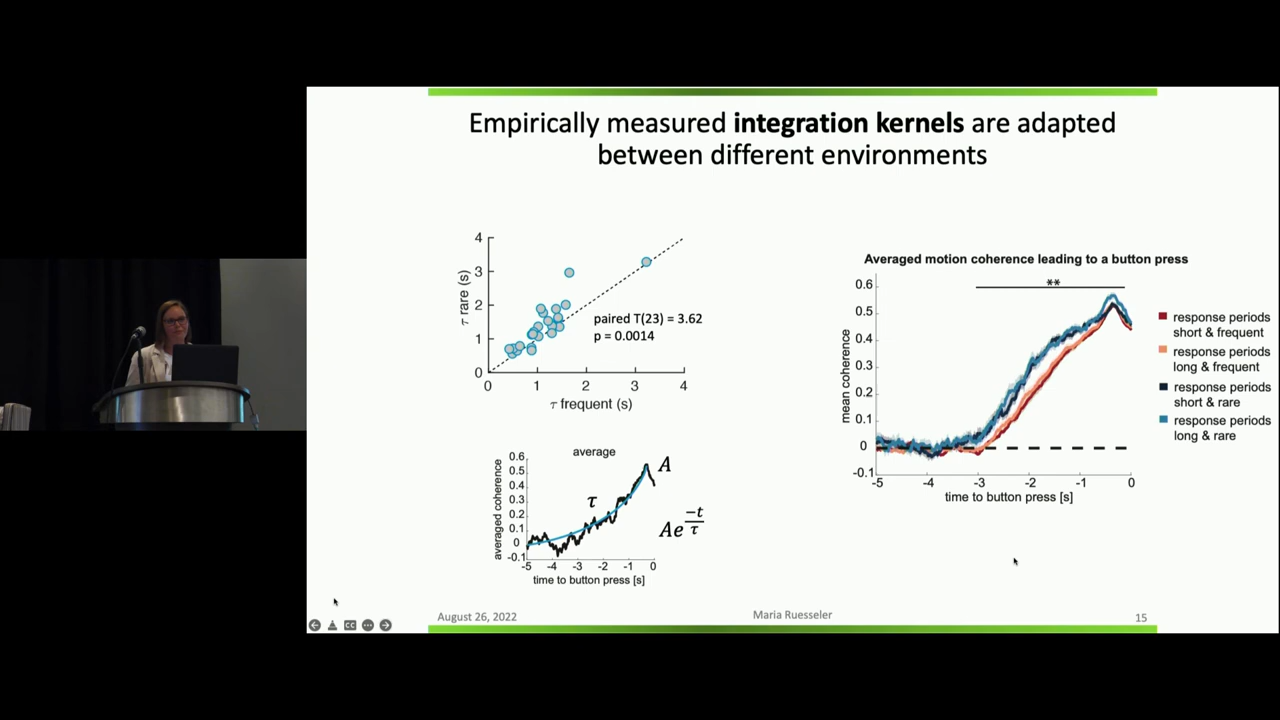 Empirically measured integration kernels are adapted
between different environments
4
3
2
1
0
τ rare (s)
0 1 2 3 4
τ frequent (s)
paired T(23) = 3.62
p = 0.0014
average
0.6
0.5
0.4
0.3
0.2
0.1
0
-0.1
averaged coherence
-5 -4 -3 -2 -1 0
time to button press [s]
τ
A
Ae^{-t/τ}
Averaged motion coherence leading to a button press
**
0.6
0.5
0.4
0.3
0.2
0.1
0
-0.1
mean coherence
-5 -4 -3 -2 -1 0
time to button press [s]
response periods
short & frequent
response periods
long & frequent
response periods
short & rare
response periods
long & rare
CC
August 26, 2022
Maria Ruesseler
15